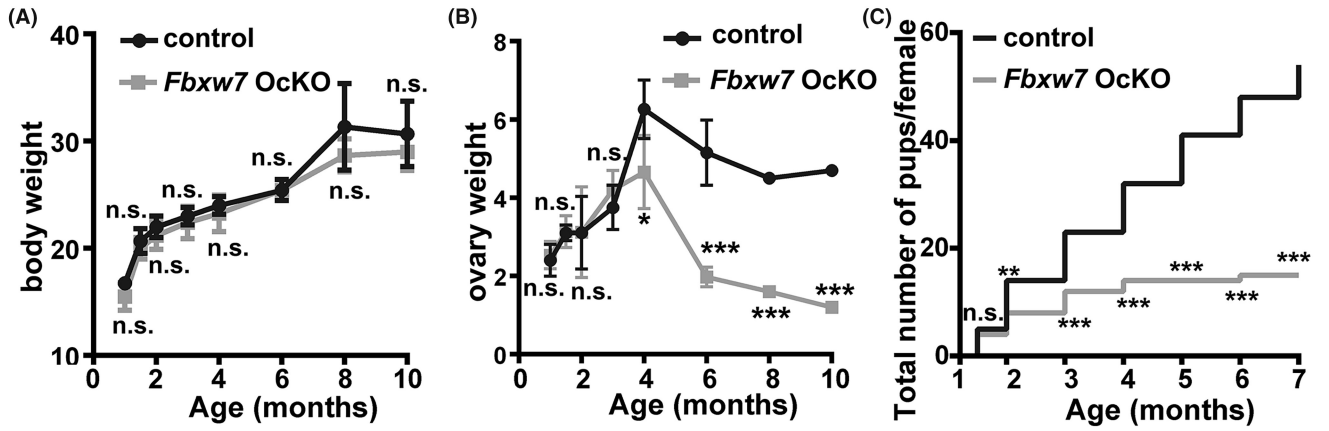 (A)
body weight
40
30
20
10
control
Fbxw7 OcKO
n.s.
n.s.
n.s.
n.s.
n.s.
n.s.
n.s.
n.s.
0 2 4 6 8 10
Age (months)
(B)
ovary weight
8
6
4
2
0
control
Fbxw7 OcKO
n.s.
n.s.
n.s.
n.s.
*
***
***
***
0 2 4 6 8 10
Age (months)
(C)
Total number of pups/female
60
40
20
0
control
Fbxw7 OcKO
n.s.
**
***
***
***
***
***
1 2 3 4 5 6 7
Age (months)